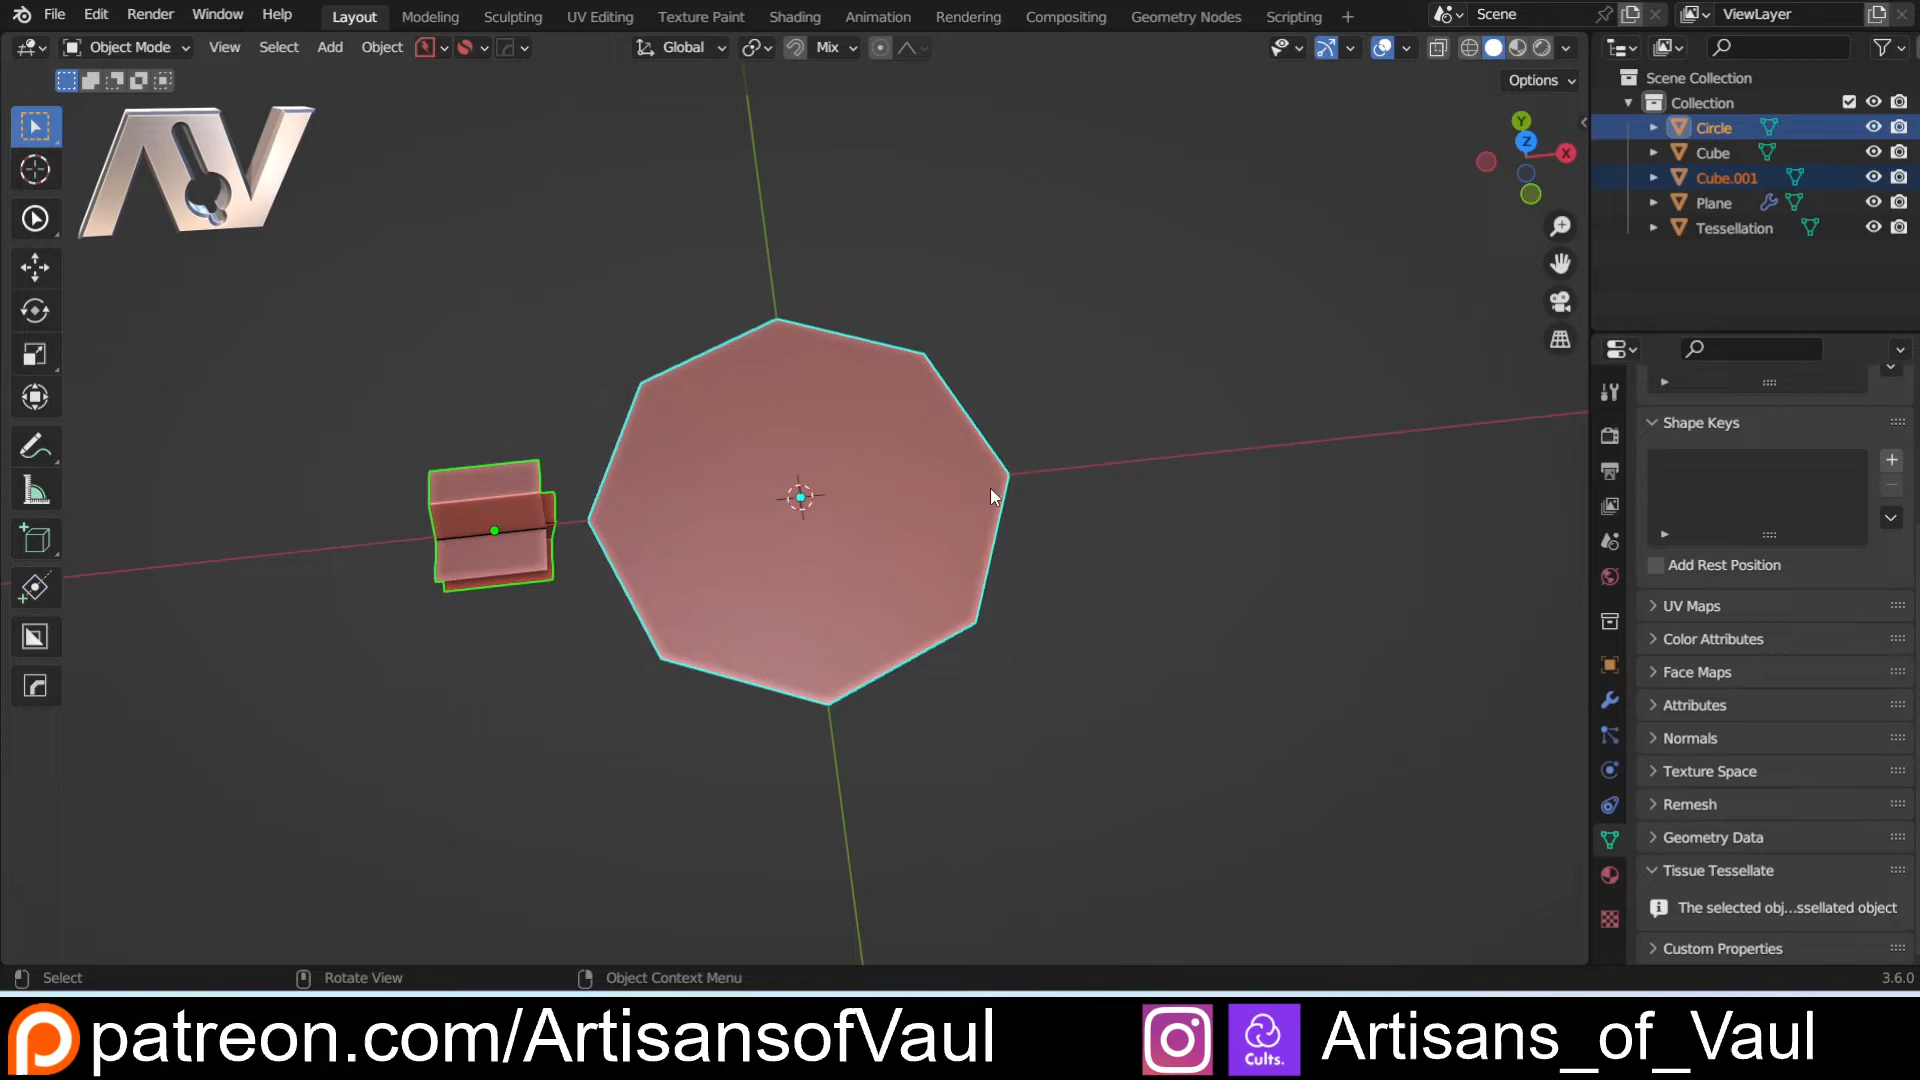 File Edit Render Window Help Layout Modeling Sculpting UV Editing Texture Paint Shading Animation Rendering Compositing Geometry Nodes Scripting + Scene ViewLayer
Object Mode View Select Add Object Global Mix
Options
Y
Z
X
Scene Collection
Collection
Circle
Cube
Cube.001
Plane
Tessellation
Shape Keys
Add Rest Position
UV Maps
Color Attributes
Face Maps
Attributes
Normals
Texture Space
Remesh
Geometry Data
Tissue Tessellate
The selected obj...ssellated object
Custom Properties
Select Rotate View Object Context Menu 3.6.0
patreon.com/ArtisansofVaul Cults. Artisans_of_Vaul